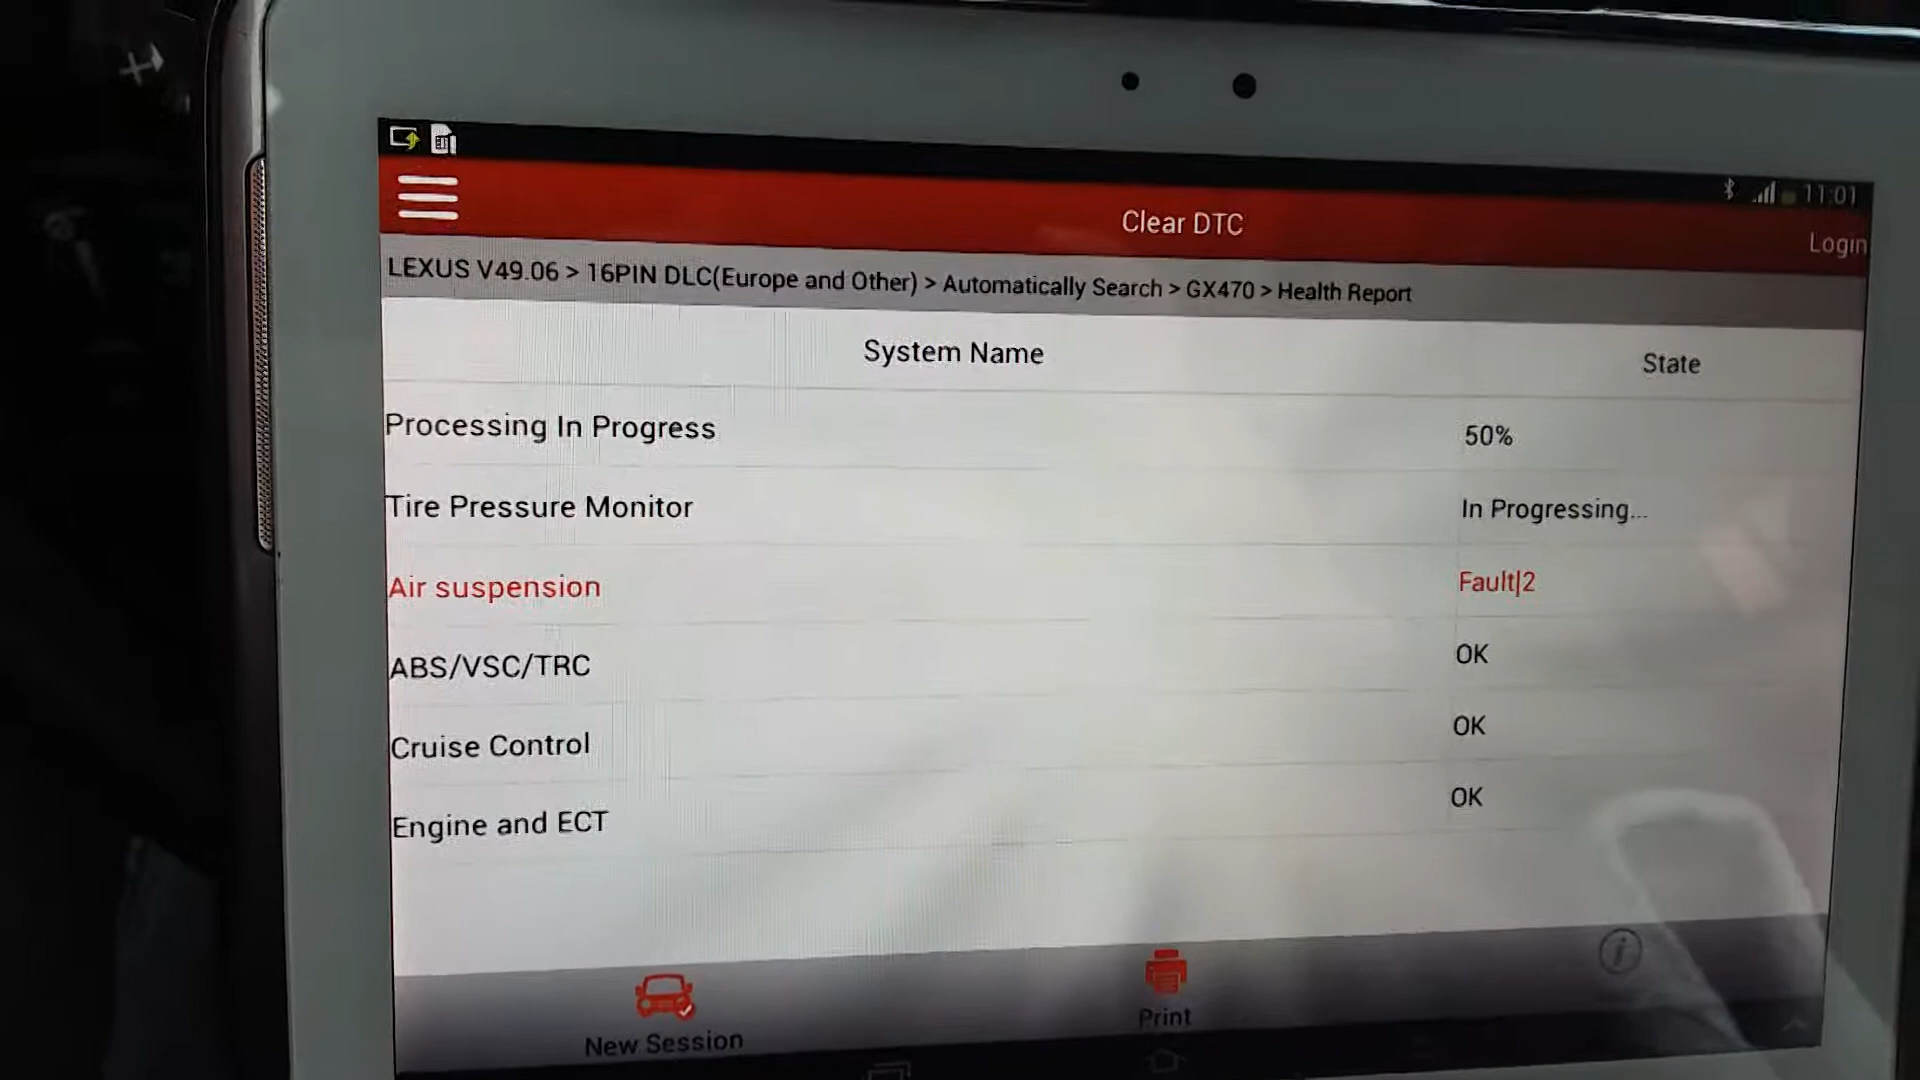 11:01
Clear DTC
Login
LEXUS V49.06 > 16PIN DLC(Europe and Other) > Automatically Search > GX470 > Health Report
System Name State
Processing In Progress 50%
Tire Pressure Monitor In Progressing...
Air suspension Fault|2
ABS/VSC/TRC OK
Cruise Control OK
Engine and ECT OK
New Session Print